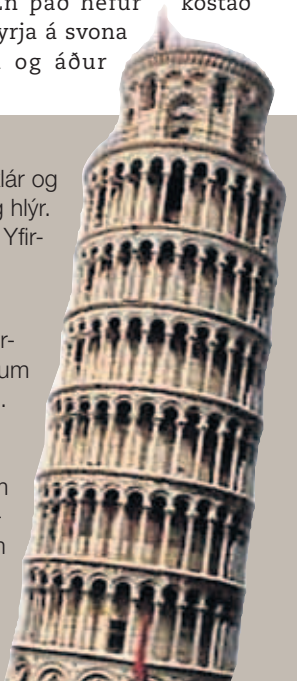 En það hefur kostað
yrja á svona
og áður
lár og
g hlýr.
Yfir-
r-
um
.